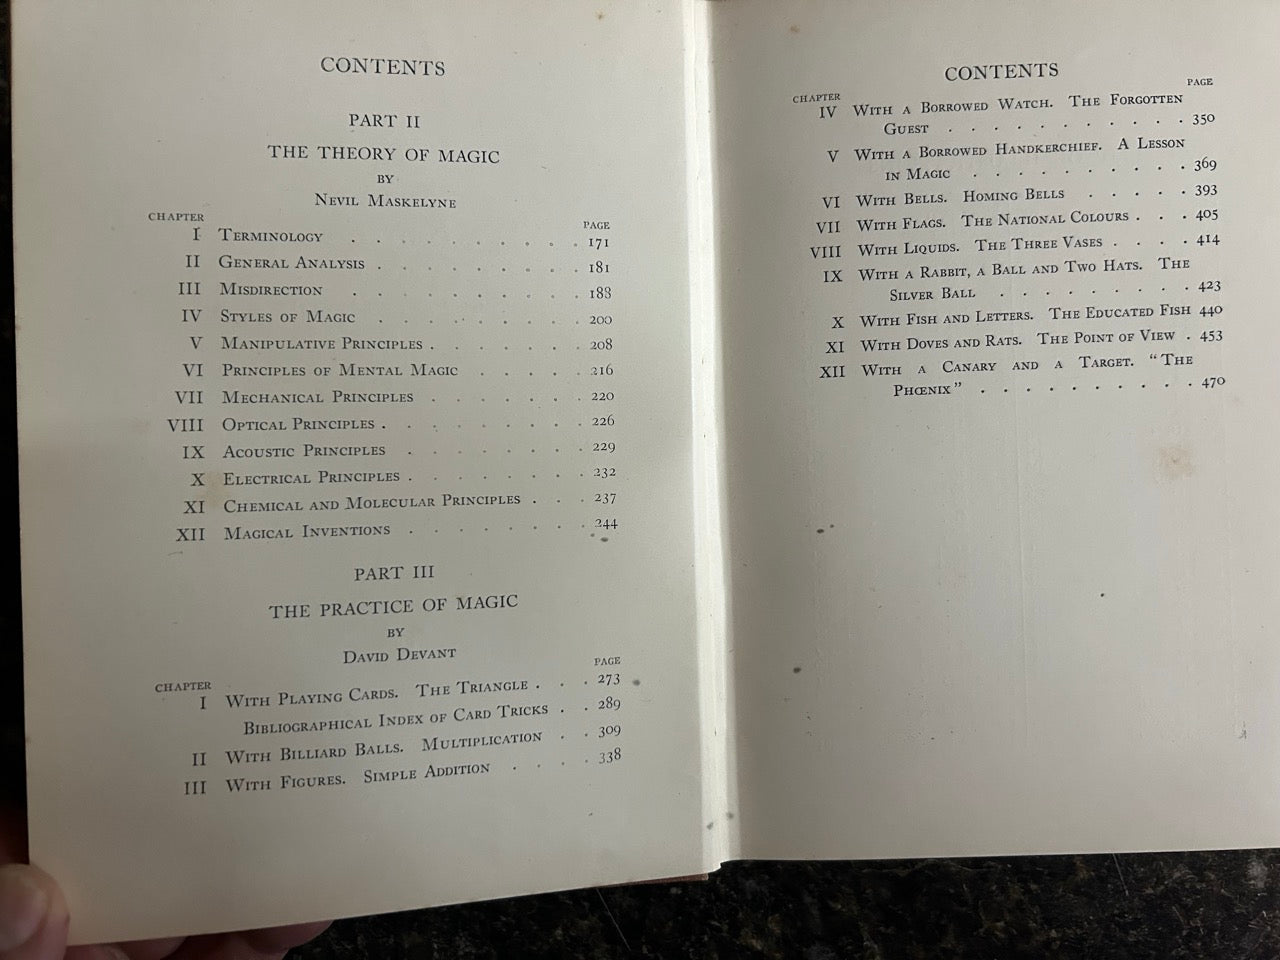 CONTENTS
PART II
THE THEORY OF MAGIC
BY
NEVIL MASKELYNE
CHAPTER PAGE
I TERMINOLOGY . . . . . . . . . . 171
II GENERAL ANALYSIS . . . . . . . . . 181
III MISDIRECTION . . . . . . . . . 188
IV STYLES OF MAGIC . . . . . . . . . 200
V MANIPULATIVE PRINCIPLES . . . . . . . 208
VI PRINCIPLES OF MENTAL MAGIC . . . . . 216
VII MECHANICAL PRINCIPLES . . . . . . . 220
VIII OPTICAL PRINCIPLES . . . . . . . . . 226
IX ACOUSTIC PRINCIPLES . . . . . . . . 229
X ELECTRICAL PRINCIPLES . . . . . . . . 232
XI CHEMICAL AND MOLECULAR PRINCIPLES . . . 237
XII MAGICAL INVENTIONS . . . . . . . . 244
PART III
THE PRACTICE OF MAGIC
BY
DAVID DEVANT
CHAPTER PAGE
I WITH PLAYING CARDS. THE TRIANGLE . . . 273
BIBLIOGRAPHICAL INDEX OF CARD TRICKS . . 289
II WITH BILLIARD BALLS. MULTIPLICATION . . 309
III WITH FIGURES. SIMPLE ADDITION . . . . 338
CONTENTS
CHAPTER PAGE
IV WITH A BORROWED WATCH. THE FORGOTTEN
GUEST . . . . . . . . . . . 350
V WITH A BORROWED HANDKERCHIEF. A LESSON
IN MAGIC . . . . . . . . . . 369
VI WITH BELLS. HOMING BELLS . . . . . 393
VII WITH FLAGS. THE NATIONAL COLOURS . . . 405
VIII WITH LIQUIDS. THE THREE VASES . . . . 414
IX WITH A RABBIT, A BALL AND TWO HATS. THE
SILVER BALL . . . . . . . . . 423
X WITH FISH AND LETTERS. THE EDUCATED FISH 440
XI WITH DOVES AND RATS. THE POINT OF VIEW . 453
XII WITH A CANARY AND A TARGET. "THE
PHŒNIX" . . . . . . . . . . 470